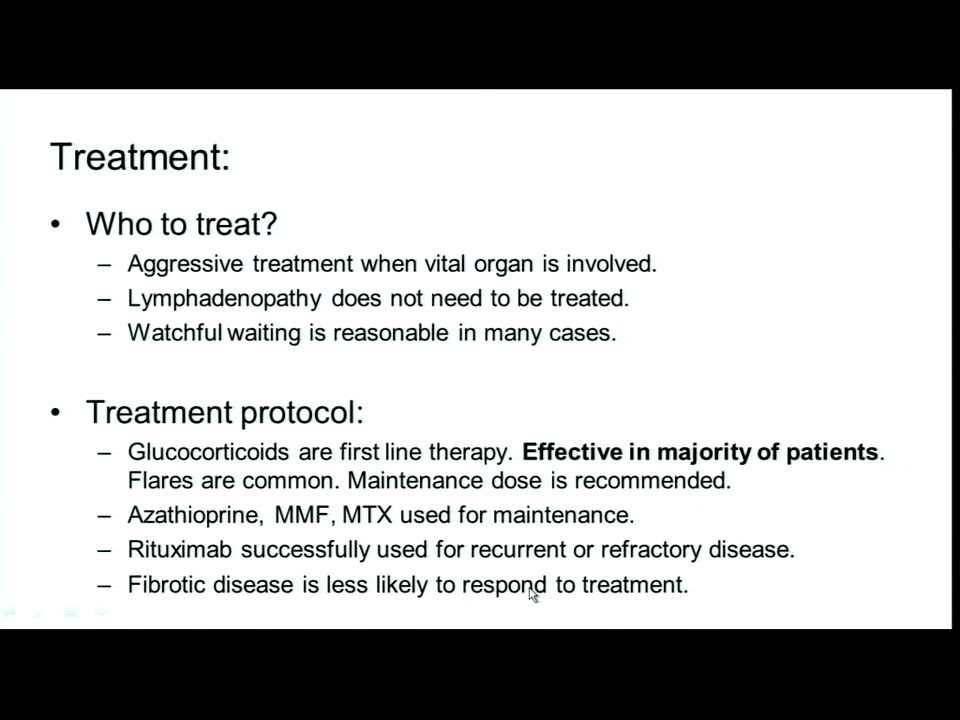 Treatment:
• Who to treat?
– Aggressive treatment when vital organ is involved.
– Lymphadenopathy does not need to be treated.
– Watchful waiting is reasonable in many cases.
• Treatment protocol:
– Glucocorticoids are first line therapy. Effective in majority of patients.
Flares are common. Maintenance dose is recommended.
– Azathioprine, MMF, MTX used for maintenance.
– Rituximab successfully used for recurrent or refractory disease.
– Fibrotic disease is less likely to respond to treatment.